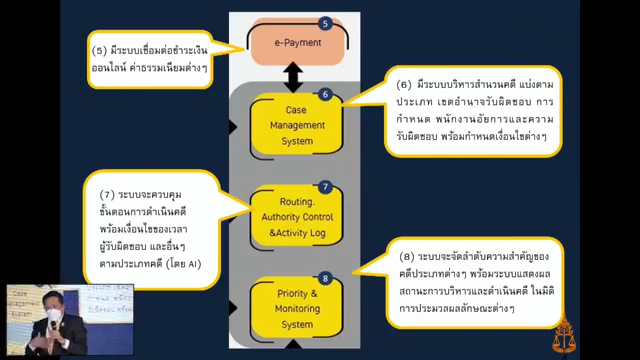 5
e-Payment
(5) มีระบบเชื่อมต่อชำระเงิน
ออนไลน์ ค่าธรรมเนียมต่างๆ
6
Case
Management
System
(6) มีระบบบริหารสำนวนคดี แบ่งตาม
ประเภท เขตอำนาจรับผิดชอบ การ
กำหนด พนักงานอัยการและความ
รับผิดชอบ พร้อมกำหนดเงื่อนไขต่างๆ
(7) ระบบจะควบคุม
ขั้นตอนการดำเนินคดี
พร้อมเงื่อนไขของเวลา
ผู้รับผิดชอบ และอื่นๆ
ตามประเภทคดี (โดย AI)
7
Routing.
Authority Control
&Activity Log
8
Priority &
Monitoring
System
(8) ระบบจะจัดลำดับความสำคัญของ
คดีประเภทต่างๆ พร้อมระบบแสดงผล
สถานะการบริหารและดำเนินคดี ในมิติ
การประมวลผลลักษณะต่างๆ